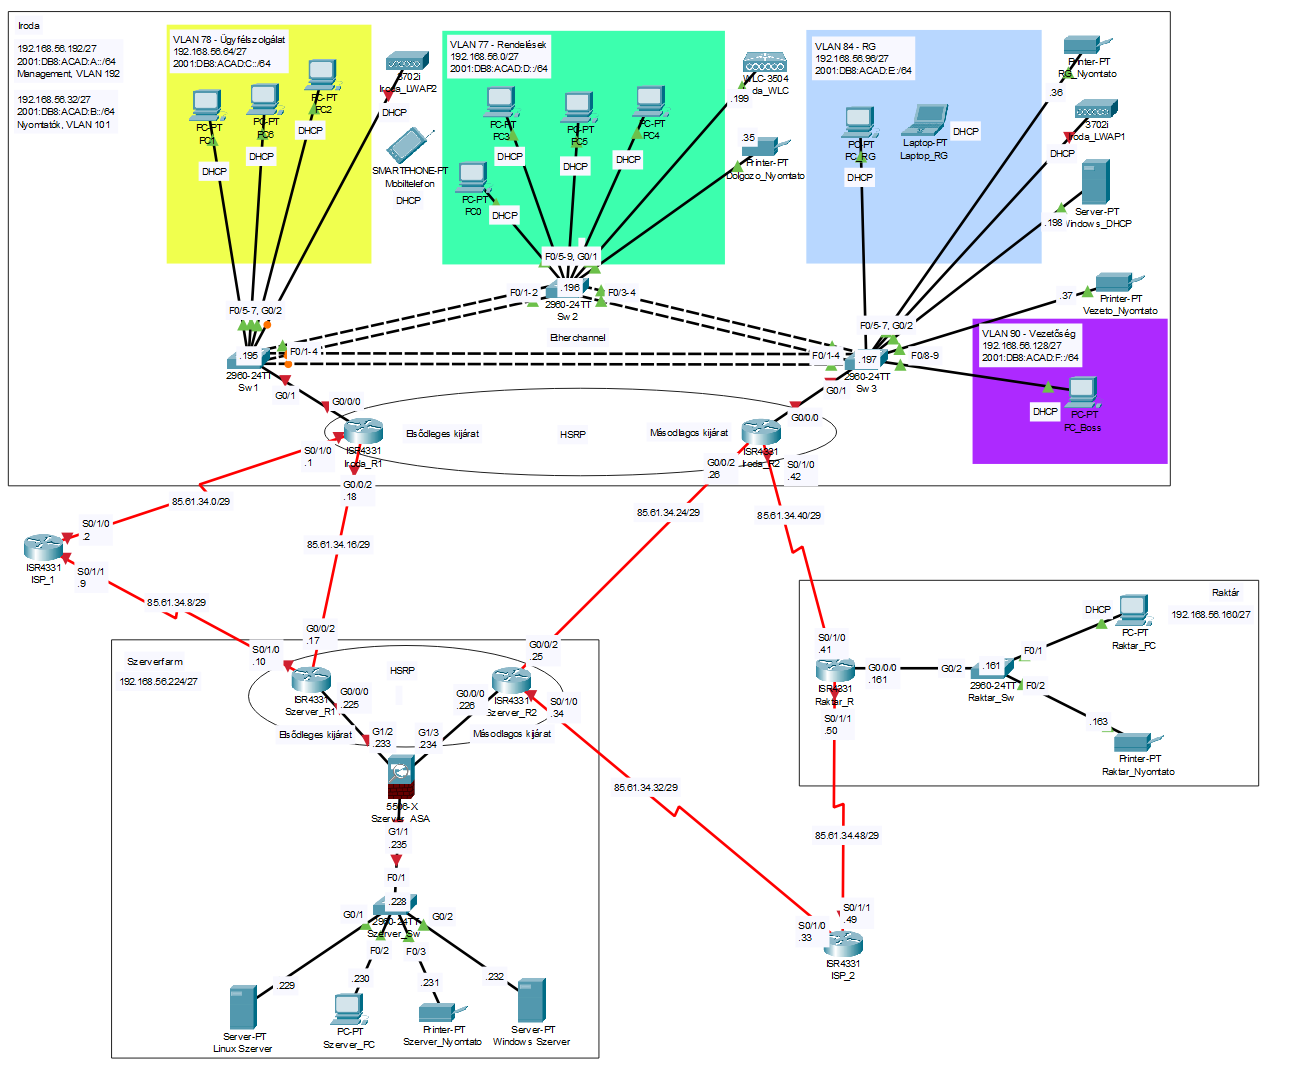 Iroda
192.168.56.192/27
2001:DB8:ACAD:A::/64
Management, VLAN 192
192.168.56.32/27
2001:DB8:ACAD:B::/64
Nyomtatók, VLAN 101
VLAN 78 - Ügyfélszolgálat
192.168.56.64/27
2001:DB8:ACAD:C::/64
PC-PT
PC1
DHCP
PC-PT
PC6
DHCP
PC-PT
PC2
DHCP
3702i
Iroda_LWAP2
DHCP
SMARTPHONE-PT
Mobiltelefon
DHCP
VLAN 77 - Rendelések
192.168.56.0/27
2001:DB8:ACAD:D::/64
PC-PT
PC3
DHCP
PC-PT
PC5
DHCP
PC-PT
PC4
DHCP
PC-PT
PC0
DHCP
WLC-3504
.199
.35
Printer-PT
Dolgozo_Nyomtato
VLAN 84 - RG
192.168.56.96/27
2001:DB8:ACAD:E::/64
PC-PT
PC_RG
DHCP
Laptop-PT
Laptop_RG
DHCP
Printer-PT
RG_Nyomtato
.36
3702i
Iroda_LWAP1
DHCP
Server-PT
Windows_DHCP
.198
.37
Printer-PT
Vezeto_Nyomtato
VLAN 90 - Vezetőség
192.168.56.128/27
2001:DB8:ACAD:F::/64
DHCP
PC-PT
PC_Boss
F0/5-7, G0/2
.195
2960-24TT
Sw1
F0/1-4
G0/1
F0/5-9, G0/1
F0/1-2
.196
F0/3-4
2960-24TT
Sw2
Etherchannel
F0/5-7, G0/2
F0/1-4
.197
F0/8-9
2960-24TT
Sw3
G0/1
G0/0/0
ISR4331
Iroda_R1
Elsődleges kijárat
HSRP
Másodlagos kijárat
G0/0/0
ISR4331
Iroda_R2
S0/1/0
.1
G0/0/2
.18
G0/0/2
.26
S0/1/0
.42
85.61.34.0/29
85.61.34.16/29
85.61.34.24/29
85.61.34.40/29
S0/1/0
.2
ISR4331
ISP_1
S0/1/1
.9
85.61.34.8/29
Szerverfarm
192.168.56.224/27
S0/1/0
.10
G0/0/2
.17
HSRP
ISR4331
Szerver_R1
G0/0/0
.225
G0/0/2
.25
G0/0/0
.226
ISR4331
Szerver_R2
S0/1/0
.34
Elsődleges kijárat
G1/2
.233
G1/3
.234
Másodlagos kijárat
5506-X
Szerver_ASA
G1/1
.235
F0/1
.228
2960-24TT
Szerver_Sw
G0/1
F0/2
F0/3
G0/2
.229
.230
.231
.232
Server-PT
Linux Szerver
PC-PT
Szerver_PC
Printer-PT
Szerver_Nyomtato
Server-PT
Windows Szerver
85.61.34.32/29
Raktár
192.168.56.160/27
S0/1/0
.41
ISR4331
Raktar_R
G0/0/0
.161
S0/1/1
.50
G0/2
.161
2960-24TT
Raktar_Sw
F0/1
F0/2
DHCP
PC-PT
Raktar_PC
.163
Printer-PT
Raktar_Nyomtato
85.61.34.48/29
S0/1/1
.49
S0/1/0
.33
ISR4331
ISP_2